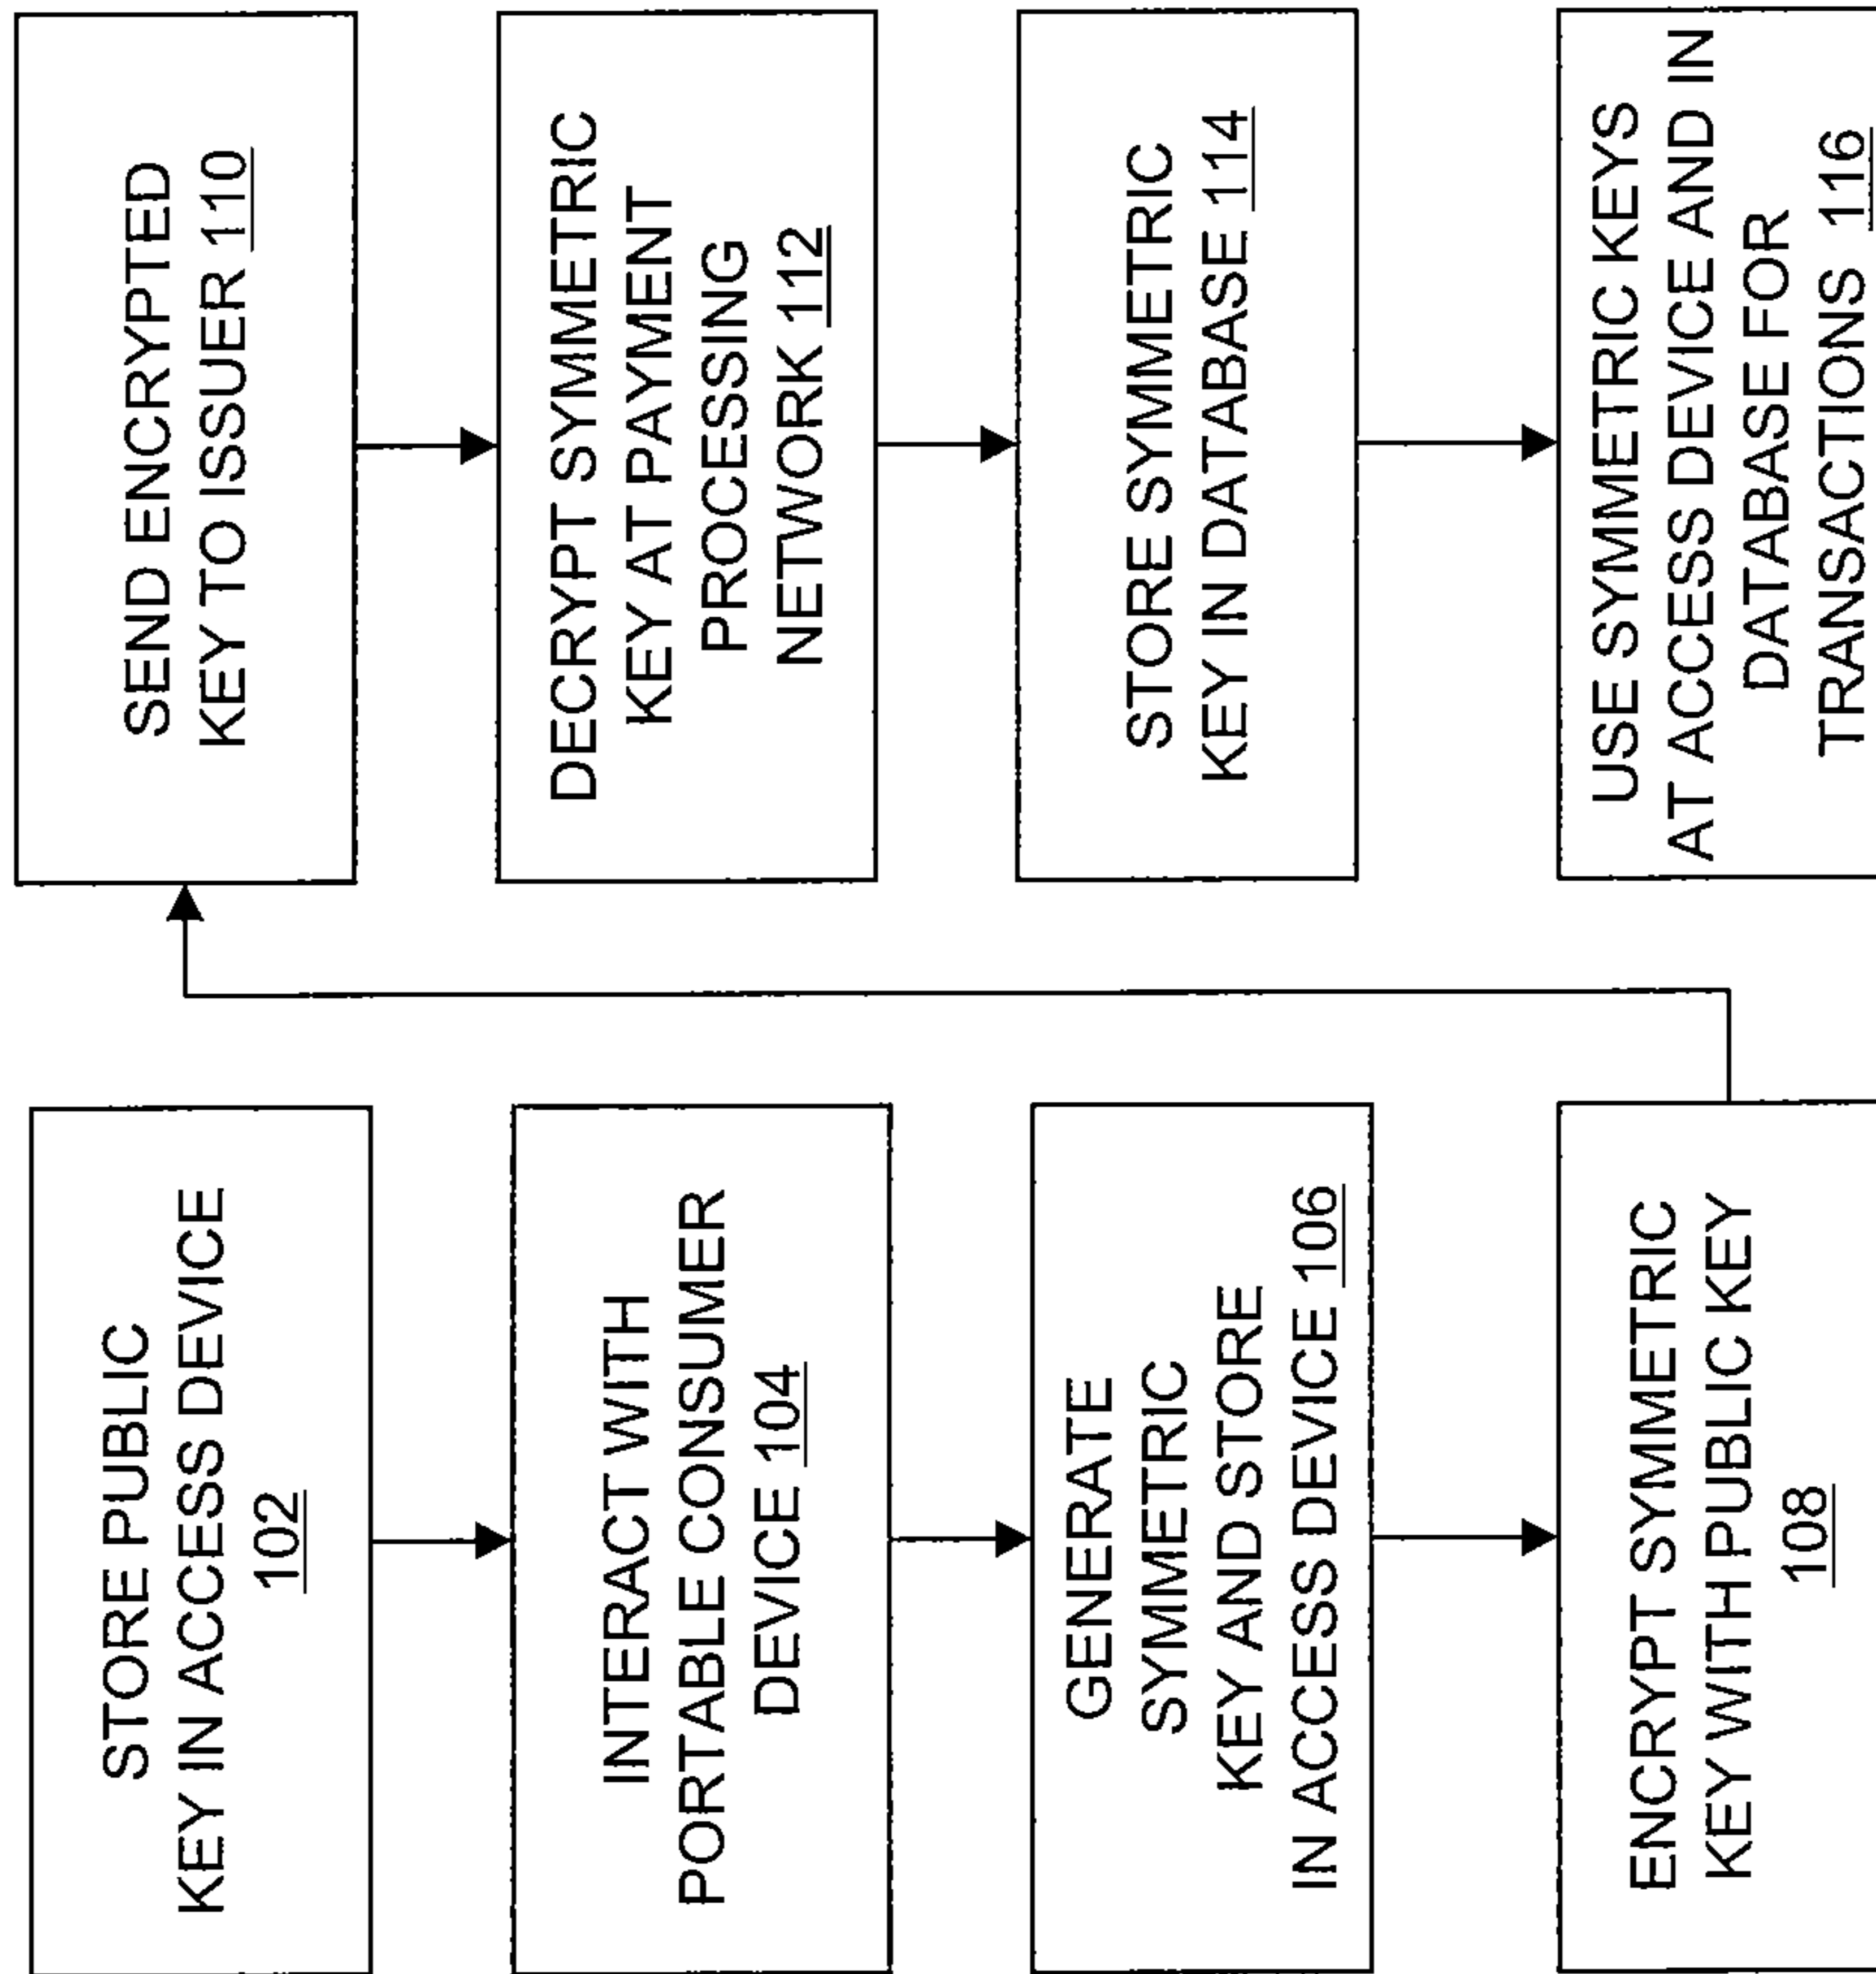 STORE PUBLIC
KEY IN ACCESS DEVICE
102
INTERACT WITH
PORTABLE CONSUMER
DEVICE 104
GENERATE
SYMMETRIC
KEY AND STORE
IN ACCESS DEVICE 106
ENCRYPT SYMMETRIC
KEY WITH PUBLIC KEY
108
SEND ENCRYPTED
KEY TO ISSUER 110
DECRYPT SYMMETRIC
KEY AT PAYMENT
PROCESSING
NETWORK 112
STORE SYMMETRIC
KEY IN DATABASE 114
USE SYMMETRIC KEYS
AT ACCESS DEVICE AND IN
DATABASE FOR
TRANSACTIONS 116